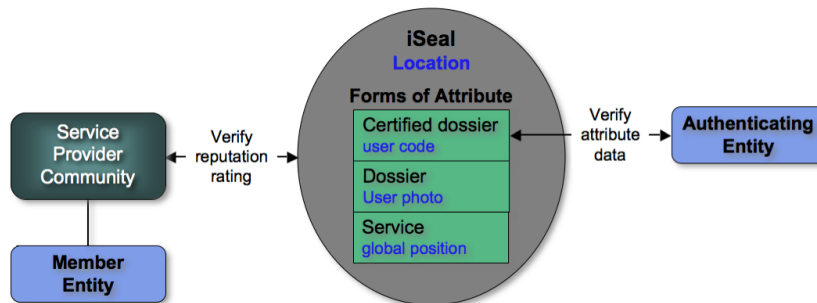 iSeal
Location
Forms of Attribute
Certified dossier
user code
Dossier
User photo
Service
global position
Service
Provider
Community
Verify
reputation
rating
Member
Entity
Verify
attribute
data
Authenticating
Entity